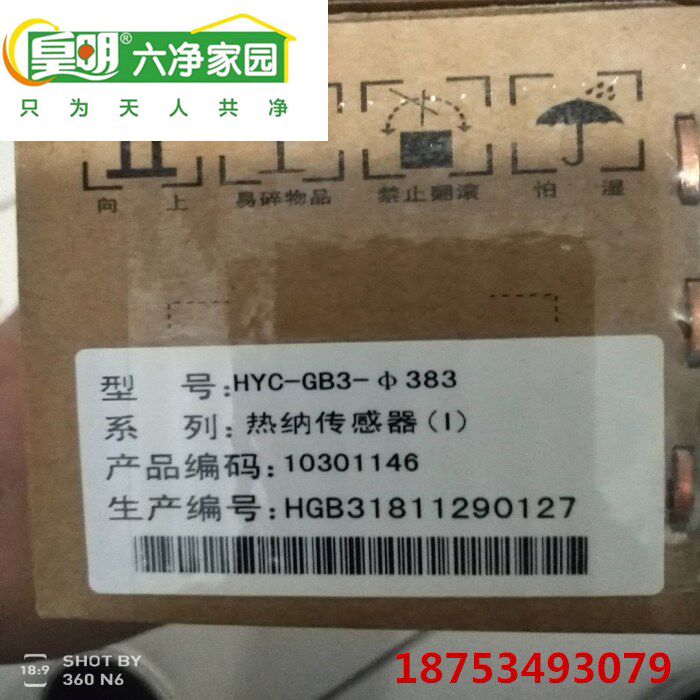 皇明®六净家园
只为天人共净
向上 易碎物品 禁止翻滚 怕湿
型号:HYC-GB3-φ383
系列:热纳传感器(I)
产品编码:10301146
生产编号:HGB31811290127
18:9 SHOT BY
360 N6
18753493079